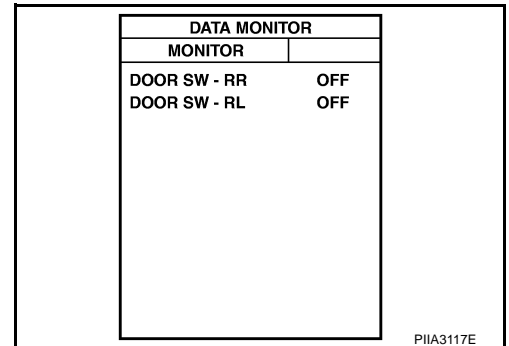 DATA MONITOR
MONITOR
DOOR SW - RR OFF
DOOR SW - RL OFF
PIIA3117E